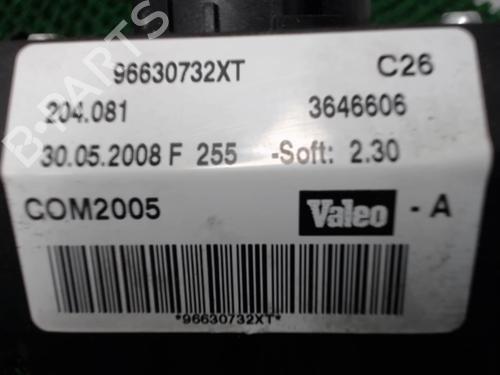 96630732XT C26
204.081 3646606
30.05.2008 F 255 -Soft: 2.30
COM2005 Valeo - A
*96630732XT*
B-PARTS